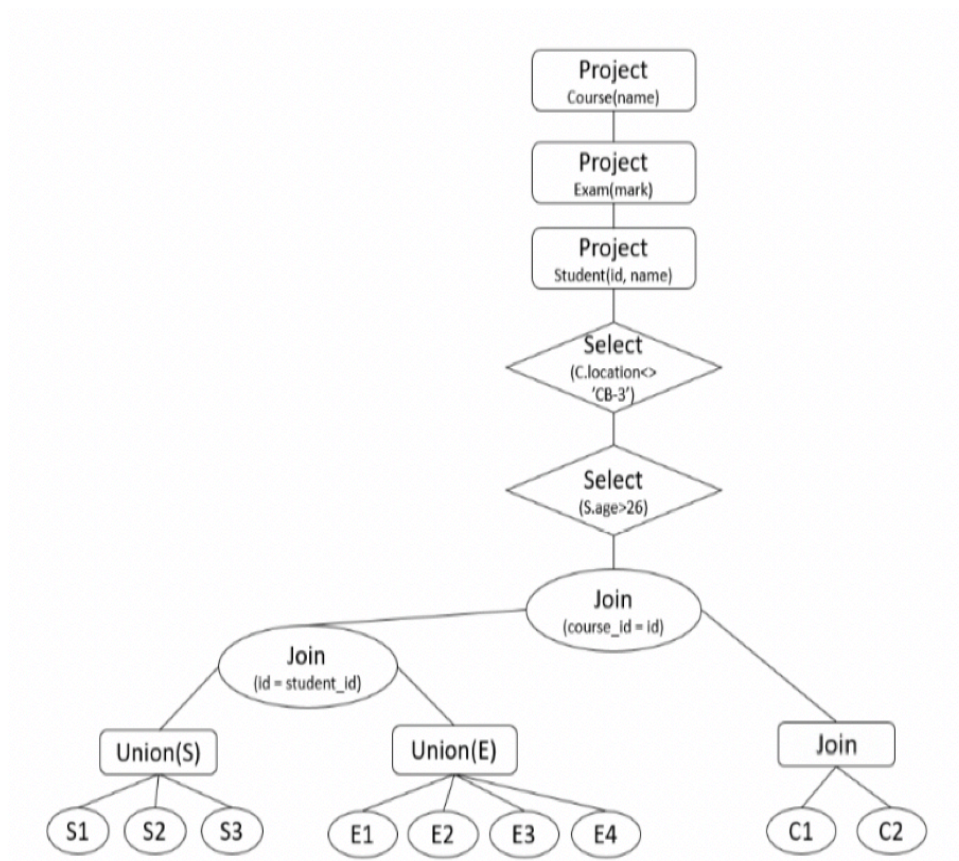 Project
Course(name)
Project
Exam(mark)
Project
Student(id, name)
Select
(C.location<>
'CB-3')
Select
(S.age>26)
Join
(course_id = id)
Join
(id = student_id)
Union(S)
Union(E)
Join
S1
S2
S3
E1
E2
E3
E4
C1
C2